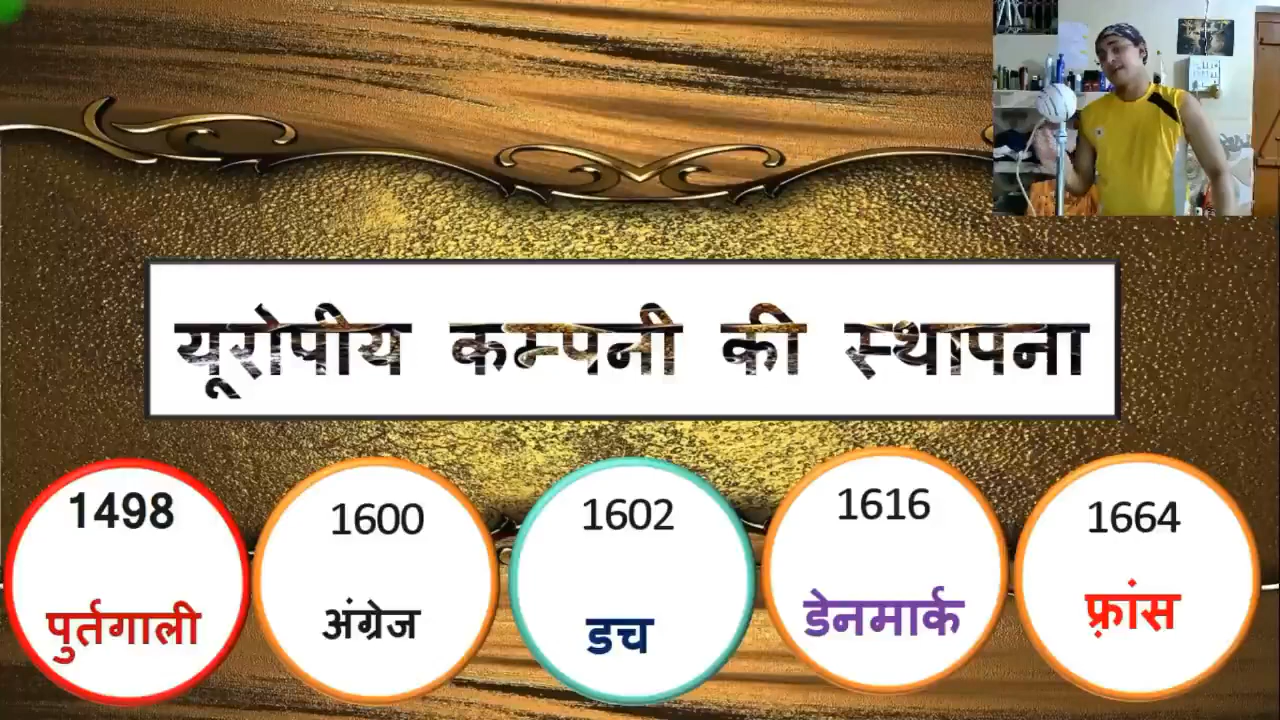 यूरोपीय कम्पनी की स्थापना
1498
पुर्तगाली
1600
अंग्रेज
1602
डच
1616
डेनमार्क
1664
फ़्रांस